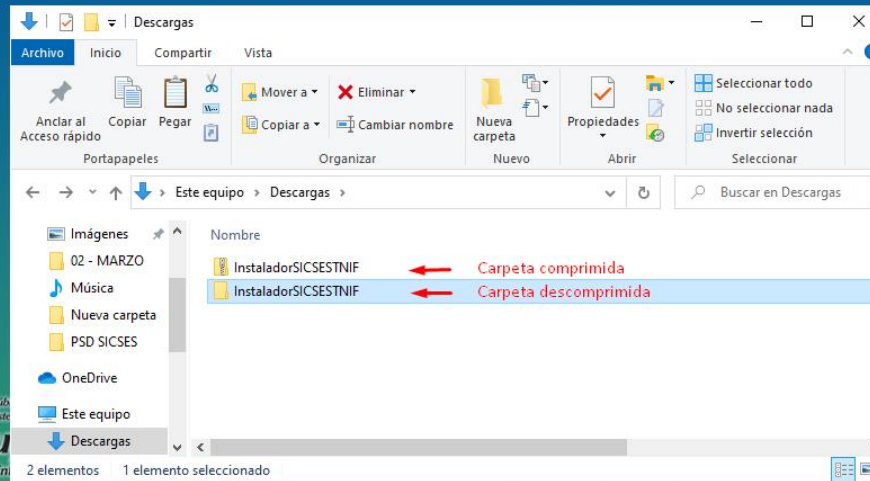 Descargas
Archivo Inicio Compartir Vista
Anclar al Acceso rápido
Copiar
Pegar
Portapapeles
Mover a
Copiar a
Eliminar
Cambiar nombre
Organizar
Nueva carpeta
Nuevo
Propiedades
Abrir
Seleccionar todo
No seleccionar nada
Invertir selección
Seleccionar
Este equipo > Descargas >
Buscar en Descargas
Imágenes
02 - MARZO
Música
Nueva carpeta
PSD SICSES
OneDrive
Este equipo
Descargas
Nombre
InstaladorSICSESTNIF Carpeta comprimida
InstaladorSICSESTNIF Carpeta descomprimida
2 elementos 1 elemento seleccionado